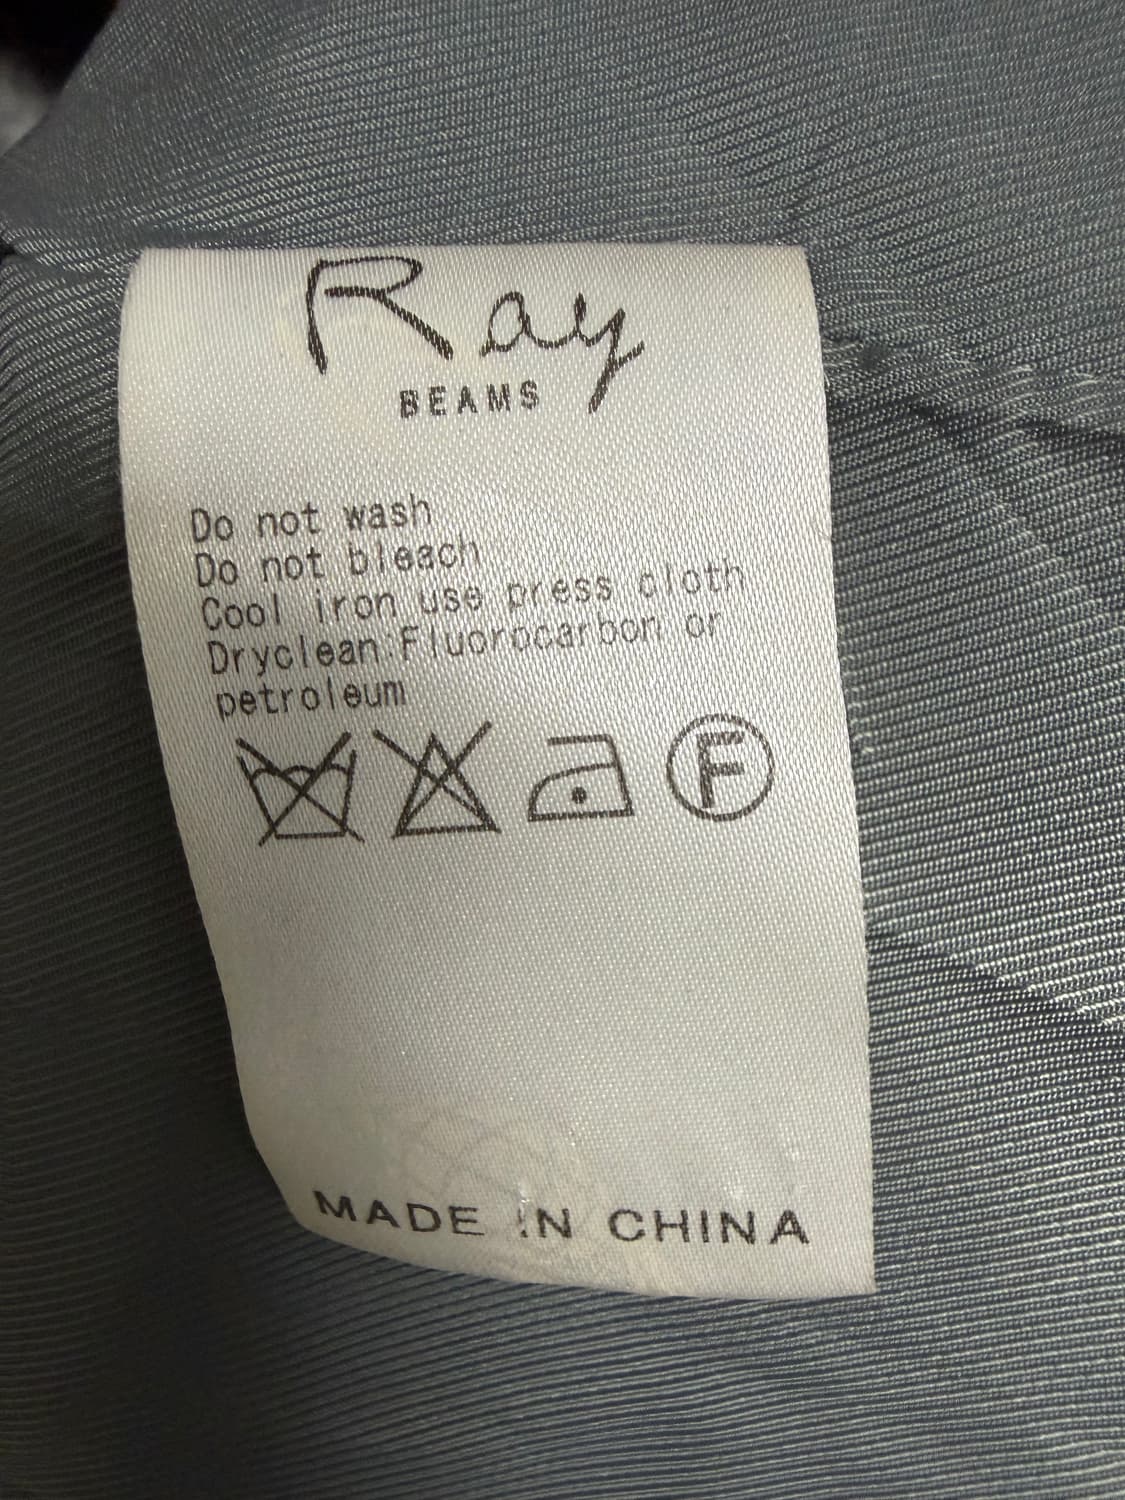 Ray
BEAMS
Do not wash
Do not bleach
Cool iron use press cloth
Dryclean:Fluorocarbon or
petroleum
F
MADE IN CHINA